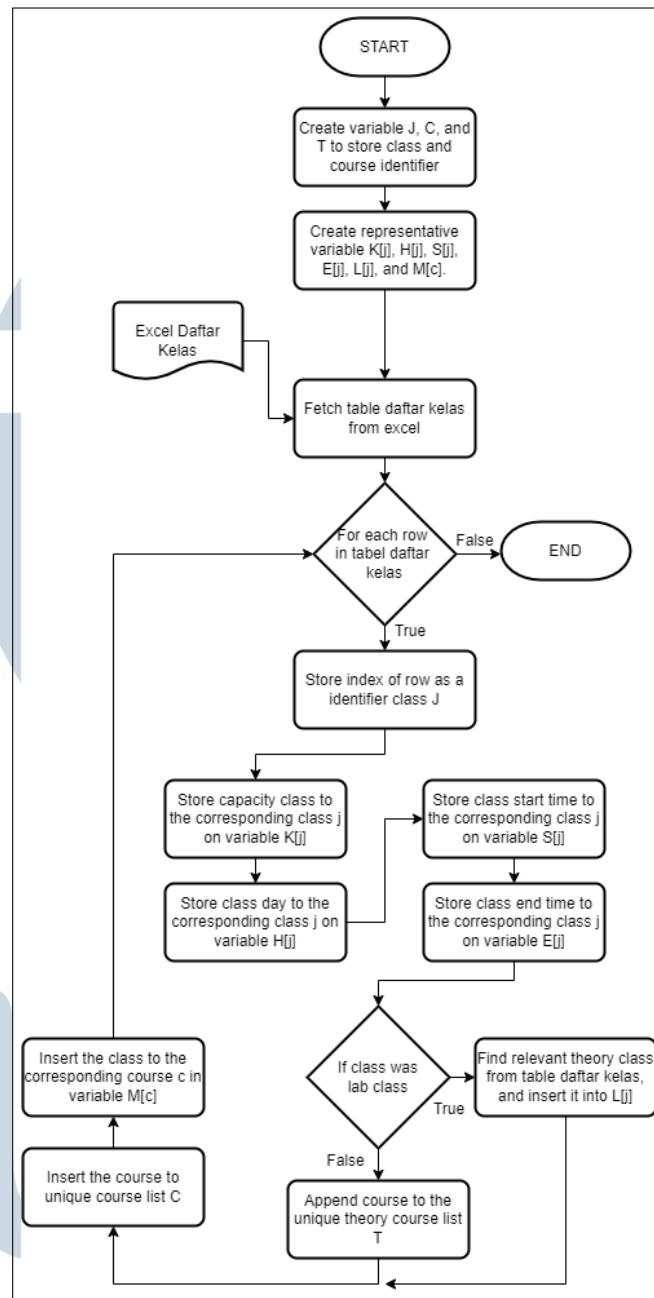 START
Create variable J, C, and
T to store class and
course identifier
Create representative
variable K[j], H[j], S[j],
E[j], L[j], and M[c].
Excel Daftar
Kelas
Fetch table daftar kelas
from excel
For each row
in tabel daftar
kelas
False
END
True
Store index of row as a
identifier class J
Store capacity class to
the corresponding class j
on variable K[j]
Store class day to the
corresponding class j on
variable H[j]
Store class start time to
the corresponding class j
on variable S[j]
Store class end time to
the corresponding class j
on variable E[j]
If class was
lab class
True
Find relevant theory class
from table daftar kelas,
and insert it into L[j]
False
Append course to the
unique theory course list
T
Insert the course to
unique course list C
Insert the class to the
corresponding course c in
variable M[c]